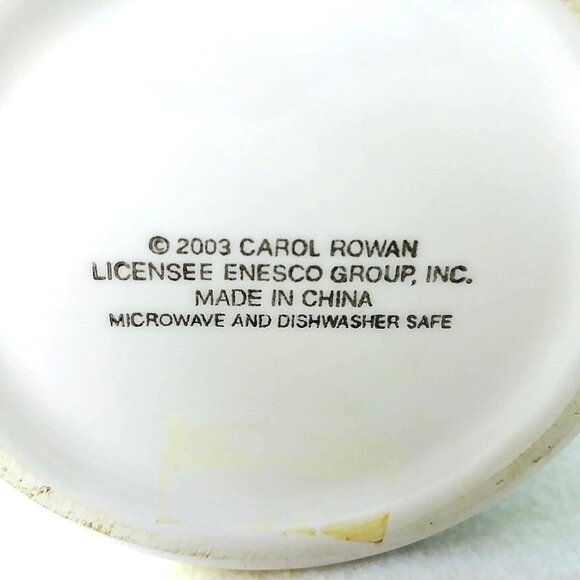 © 2003 CAROL ROWAN
LICENSEE ENESCO GROUP, INC.
MADE IN CHINA
MICROWAVE AND DISHWASHER SAFE